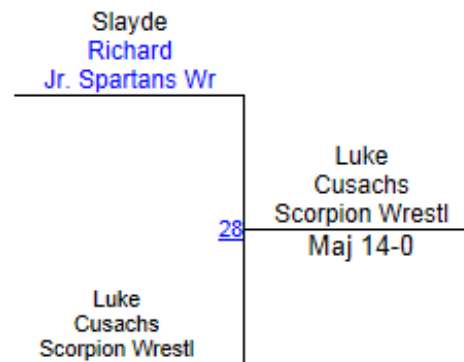 Slayde
Richard
Jr. Spartans Wr
28
Luke
Cusachs
Scorpion Wrestl
Maj 14-0
Luke
Cusachs
Scorpion Wrestl